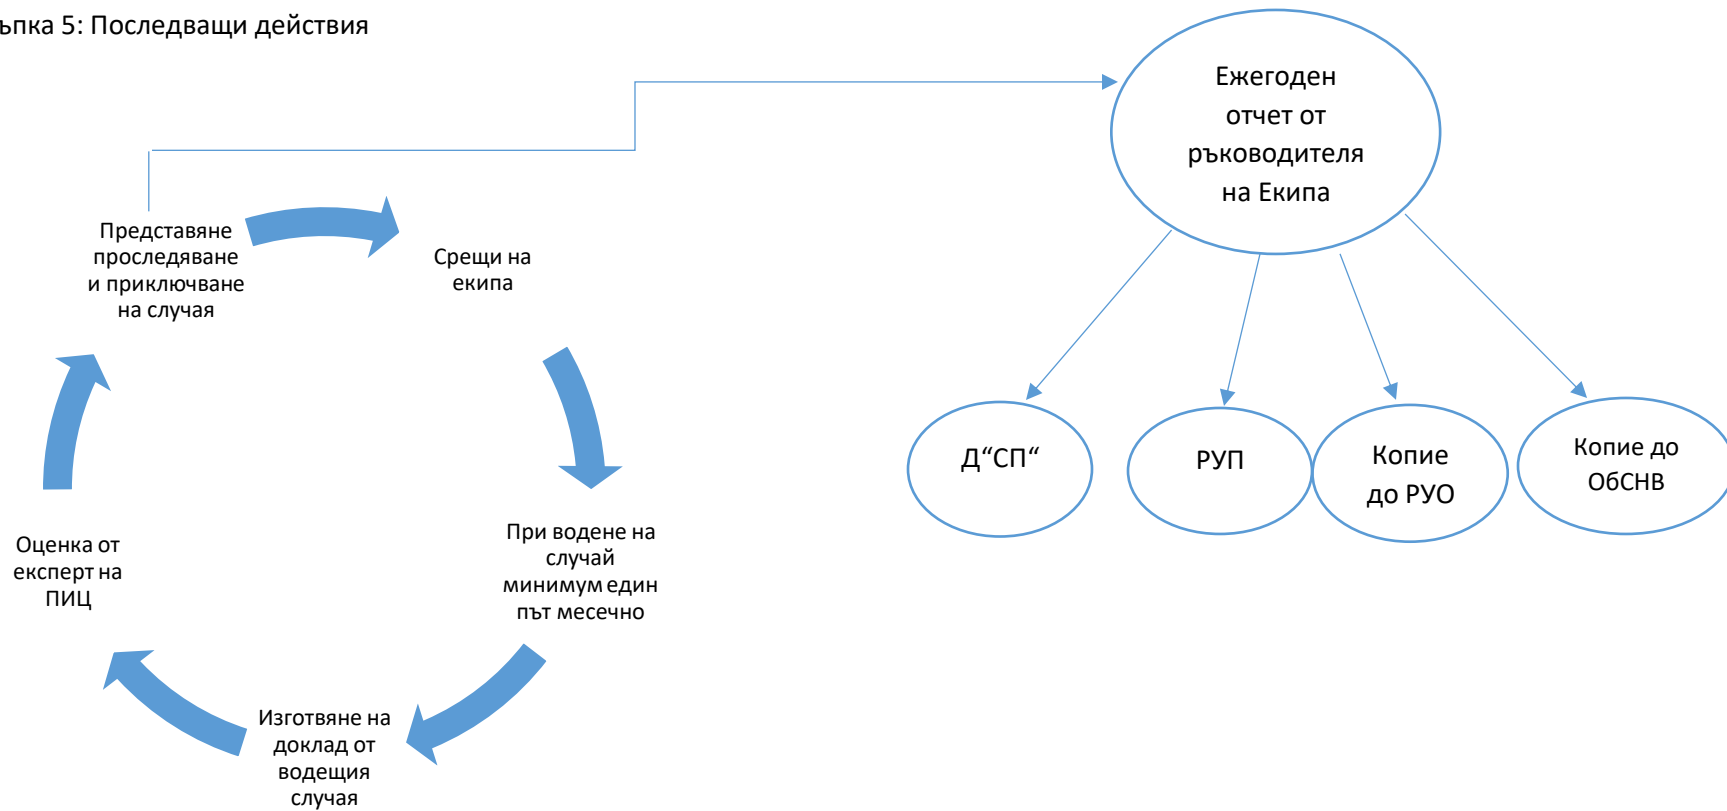 ъпка 5: Последващи действия
Ежегоден
отчет от
ръководителя
на Екипа
Представяне
проследяване
и приключване
на случая
Срещи на
екипа
При водене на
случай
минимум един
път месечно
Изготвяне на
доклад от
водещия
случая
Оценка от
експерт на
ПИЦ
Д“СП“
РУП
Копие
до РУО
Копие до
ОбСНВ